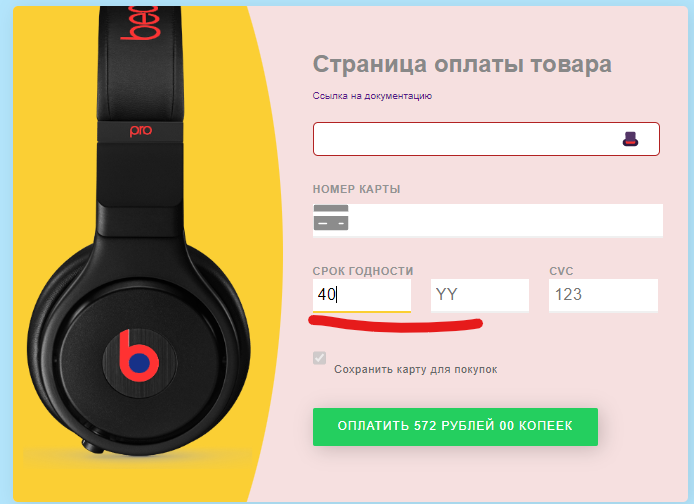 beats
pro
b
Страница оплаты товара
Ссылка на документацию
НОМЕР КАРТЫ
СРОК ГОДНОСТИ
CVC
40
YY
123
Сохранить карту для покупок
ОПЛАТИТЬ 572 РУБЛЕЙ 00 КОПЕЕК